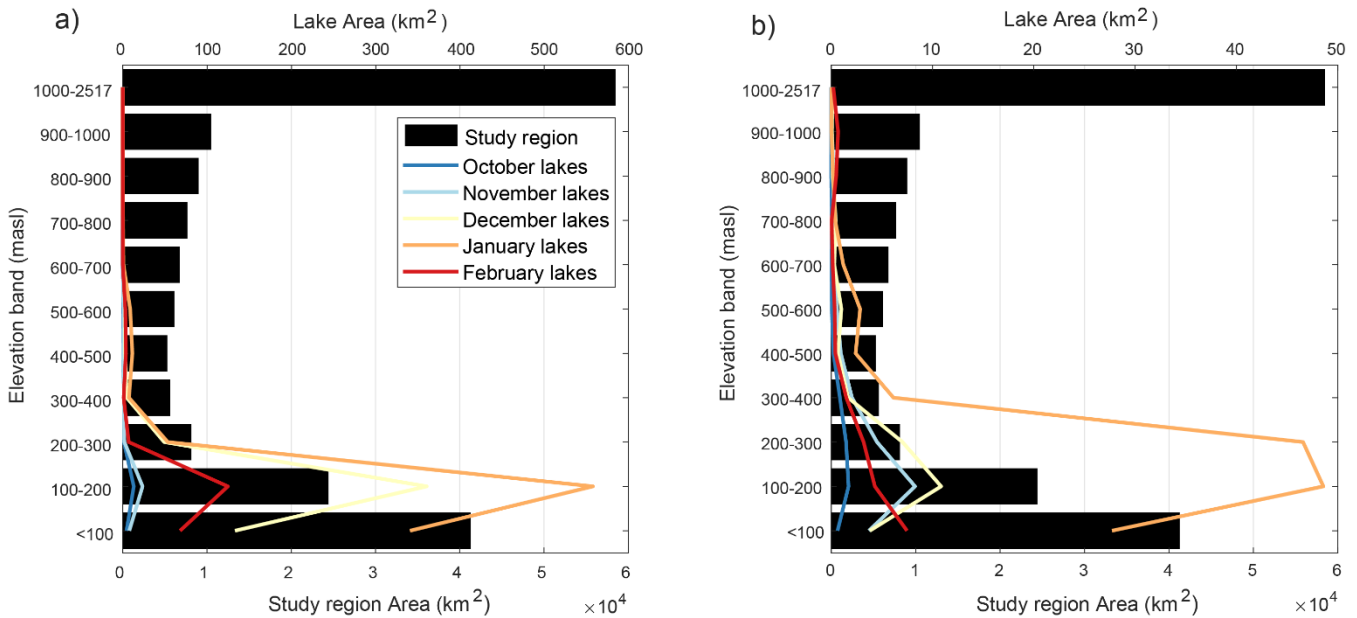 a)
Lake Area (km²)
0 100 200 300 400 500 600
1000-2517
900-1000
800-900
700-800
600-700
500-600
400-500
300-400
200-300
100-200
<100
Elevation band (masl)
Study region
October lakes
November lakes
December lakes
January lakes
February lakes
0 1 2 3 4 5 6
Study region Area (km²)
×10⁴
b)
Lake Area (km²)
0 10 20 30 40 50
1000-2517
900-1000
800-900
700-800
600-700
500-600
400-500
300-400
200-300
100-200
<100
Elevation band (masl)
0 1 2 3 4 5 6
Study region Area (km²)
×10⁴